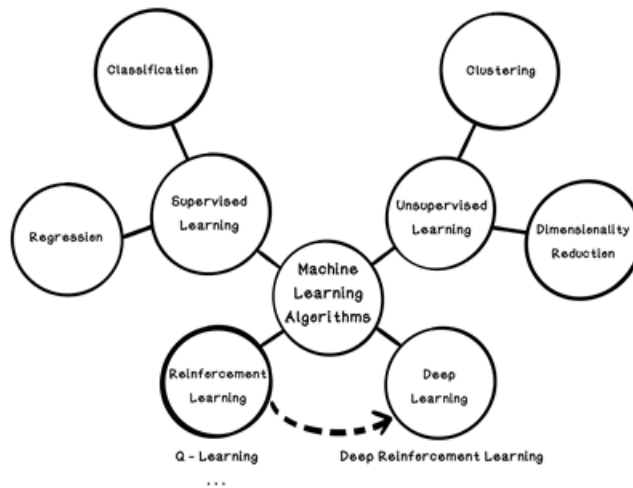 Classification
Clustering
Supervised
Learning
Unsupervised
Learning
Regression
Dimensionality
Reduction
Machine
Learning
Algorithms
Reinforcement
Learning
Deep
Learning
Q - Learning
Deep Reinforcement Learning
...